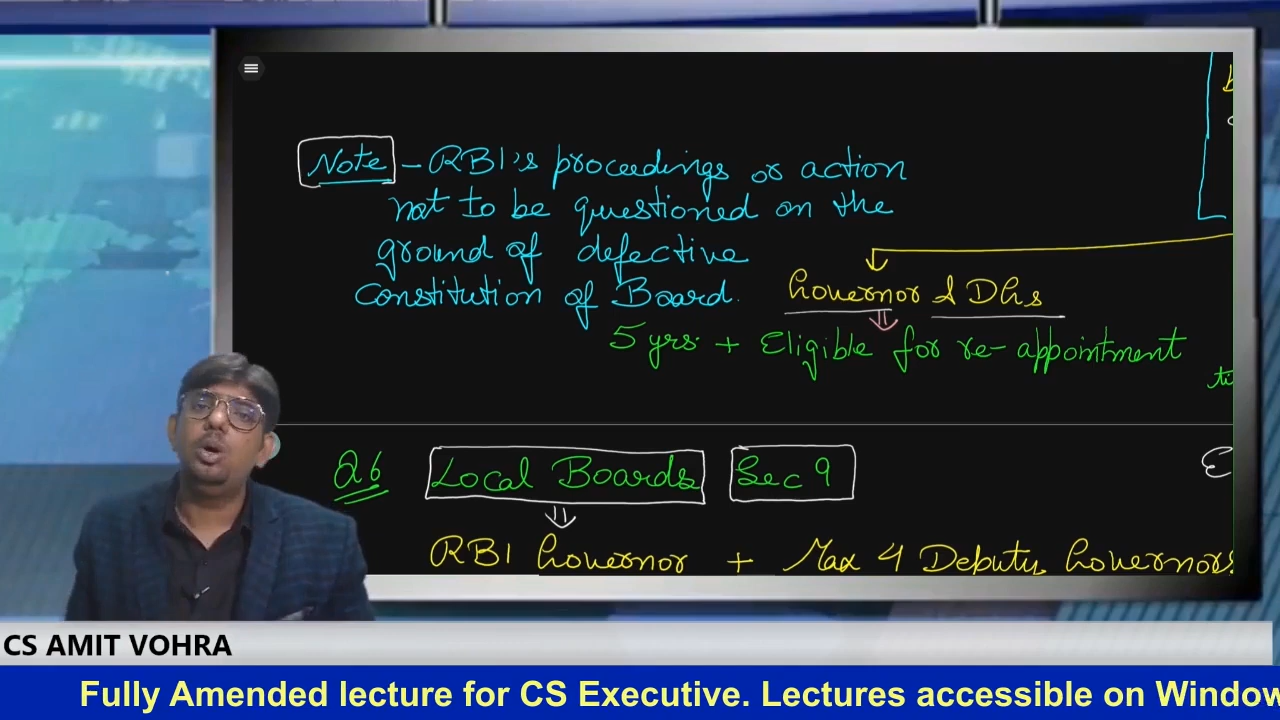 Note - RBI's proceedings or action
not to be questioned on the
ground of defective
Constitution of Board.
Governor & DGs
5 yrs + Eligible for re-appointment
Q6 Local Boards Sec 9
RBI Governor + Max 4 Deputy Governors
CS AMIT VOHRA
Fully Amended lecture for CS Executive. Lectures accessible on Window